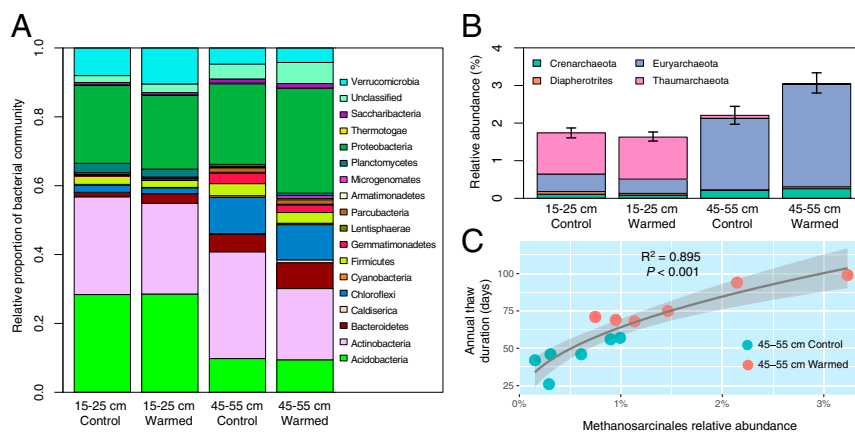 A
Relative proportion of bacterial community
1.0
0.8
0.6
0.4
0.2
0.0
15-25 cm
Control
15-25 cm
Warmed
45-55 cm
Control
45-55 cm
Warmed
Verrucomicrobia
Unclassified
Saccharibacteria
Thermotogae
Proteobacteria
Planctomycetes
Microgenomates
Armatimonadetes
Parcubacteria
Lentisphaerae
Gemmatimonadetes
Firmicutes
Cyanobacteria
Chloroflexi
Caldiserica
Bacteroidetes
Actinobacteria
Acidobacteria
B
Relative abundance (%)
4
3
2
1
0
Crenarchaeota
Euryarchaeota
Diapherotrites
Thaumarchaeota
15-25 cm
Control
15-25 cm
Warmed
45-55 cm
Control
45-55 cm
Warmed
C
Annual thaw
duration (days)
100
75
50
25
R² = 0.895
P < 0.001
45–55 cm Control
45–55 cm Warmed
0%
1%
2%
3%
Methanosarcinales relative abundance